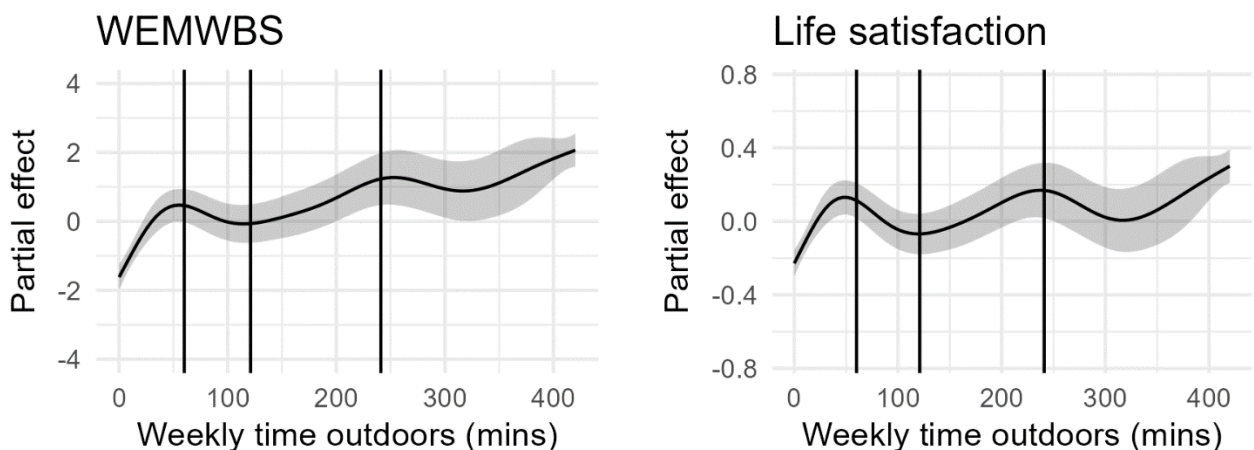 WEMWBS
Partial effect
4
2
0
-2
-4
0 100 200 300 400
Weekly time outdoors (mins)
Life satisfaction
Partial effect
0.8
0.4
0.0
-0.4
-0.8
0 100 200 300 400
Weekly time outdoors (mins)